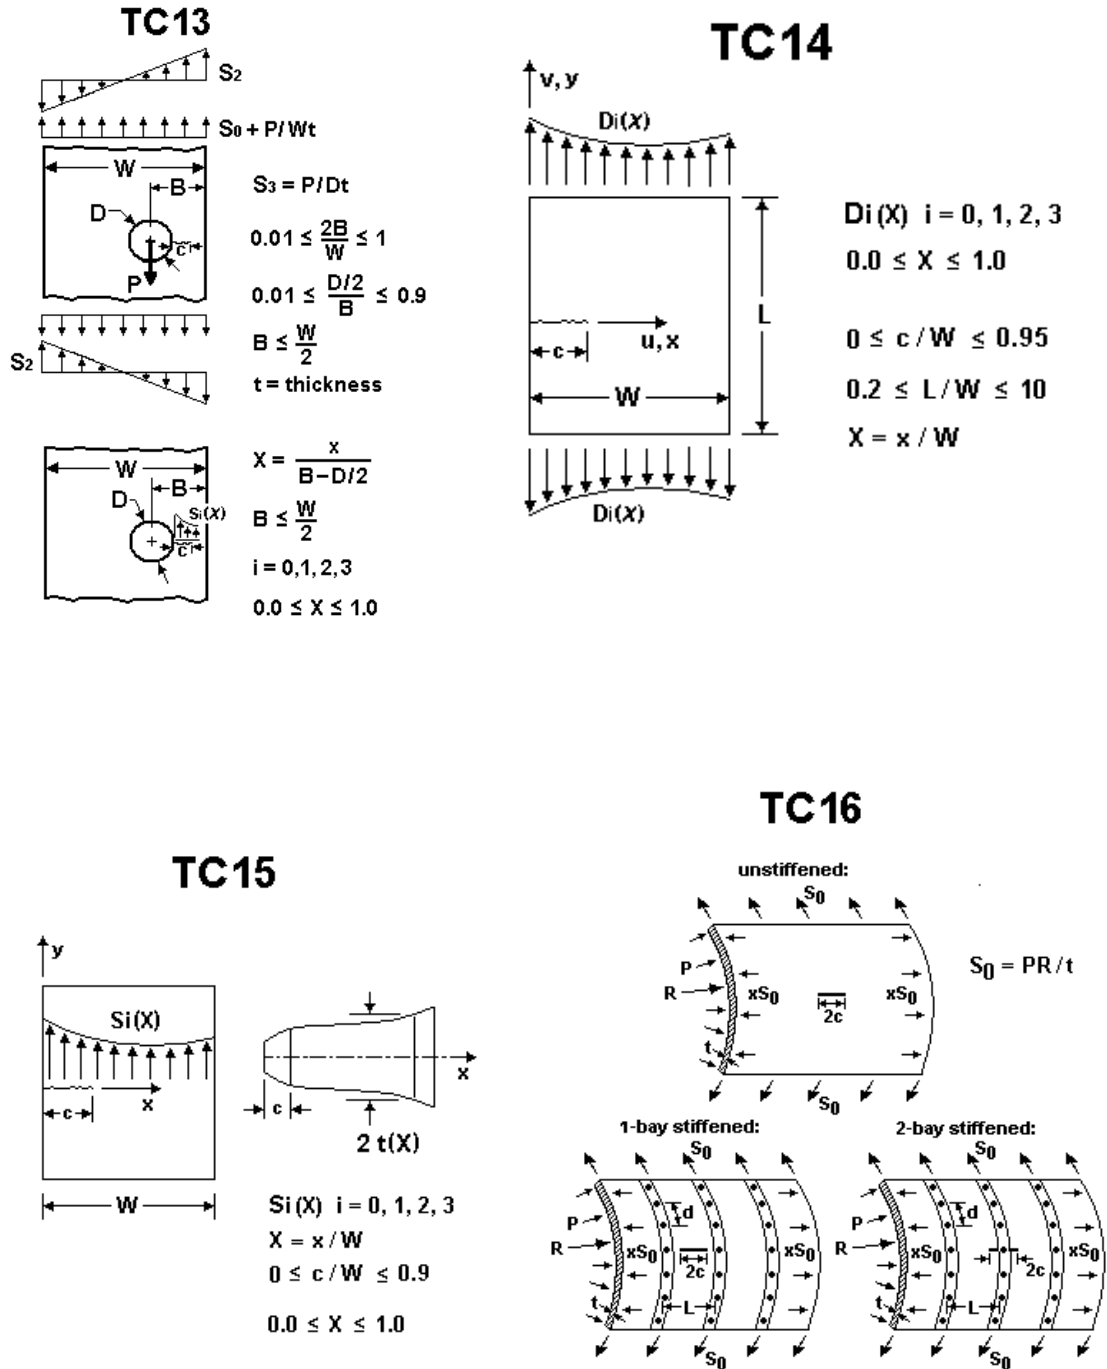 TC13
S2
S0 + P/Wt
W
B
D
c
P
S2
S3 = P/Dt
0.01 ≤ 2B/W ≤ 1
0.01 ≤ D/2/B ≤ 0.9
B ≤ W/2
t = thickness
W
B
D
Si(X)
c
X = x/B-D/2
B ≤ W/2
i = 0,1,2,3
0.0 ≤ X ≤ 1.0
TC14
v, y
Di(X)
L
c
u, x
W
Di(X)
Di(X) i = 0, 1, 2, 3
0.0 ≤ X ≤ 1.0
0 ≤ c/W ≤ 0.95
0.2 ≤ L/W ≤ 10
X = x/W
TC15
y
Si(X)
x
c
W
x
c
2 t(X)
Si(X) i = 0, 1, 2, 3
X = x/W
0 ≤ c/W ≤ 0.9
0.0 ≤ X ≤ 1.0
TC16
unstiffened:
S0
P
R
xS0
xS0
2c
t
S0
S0 = PR/t
1-bay stiffened:
S0
d
P
R
xS0
xS0
2c
t
L
S0
2-bay stiffened:
S0
d
P
R
xS0
xS0
2c
t
L
S0